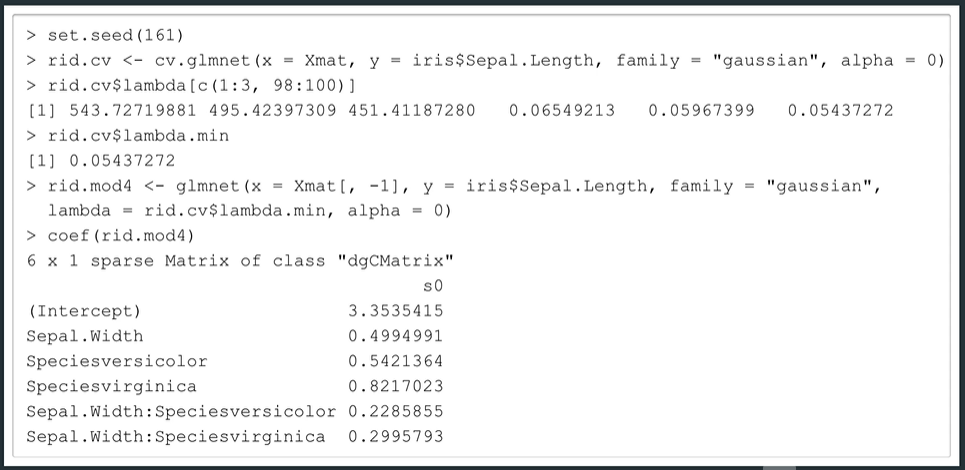 > set.seed(161)
> rid.cv <- cv.glmnet(x = Xmat, y = iris$Sepal.Length, family = "gaussian", alpha = 0)
> rid.cv$lambda[c(1:3, 98:100)]
[1] 543.72719881 495.42397309 451.41187280 0.06549213 0.05967399 0.05437272
> rid.cv$lambda.min
[1] 0.05437272
> rid.mod4 <- glmnet(x = Xmat[, -1], y = iris$Sepal.Length, family = "gaussian",
lambda = rid.cv$lambda.min, alpha = 0)
> coef(rid.mod4)
6 x 1 sparse Matrix of class "dgCMatrix"
s0
(Intercept) 3.3535415
Sepal.Width 0.4994991
Speciesversicolor 0.5421364
Speciesvirginica 0.8217023
Sepal.Width:Speciesversicolor 0.2285855
Sepal.Width:Speciesvirginica 0.2995793